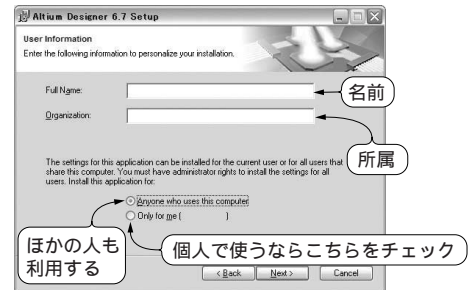 Altium Designer 6.7 Setup
User Information
Enter the following information to personalize your installation.
Full Name:
名前
Organization:
所属
The settings for this application can be installed for the current user or for all users that
share this computer. You must have administrator rights to install the settings for all
users. Install this application for:
Anyone who uses this computer
Only for me (           )
ほかの人も
利用する
個人で使うならこちらをチェック
< Back
Next >
Cancel